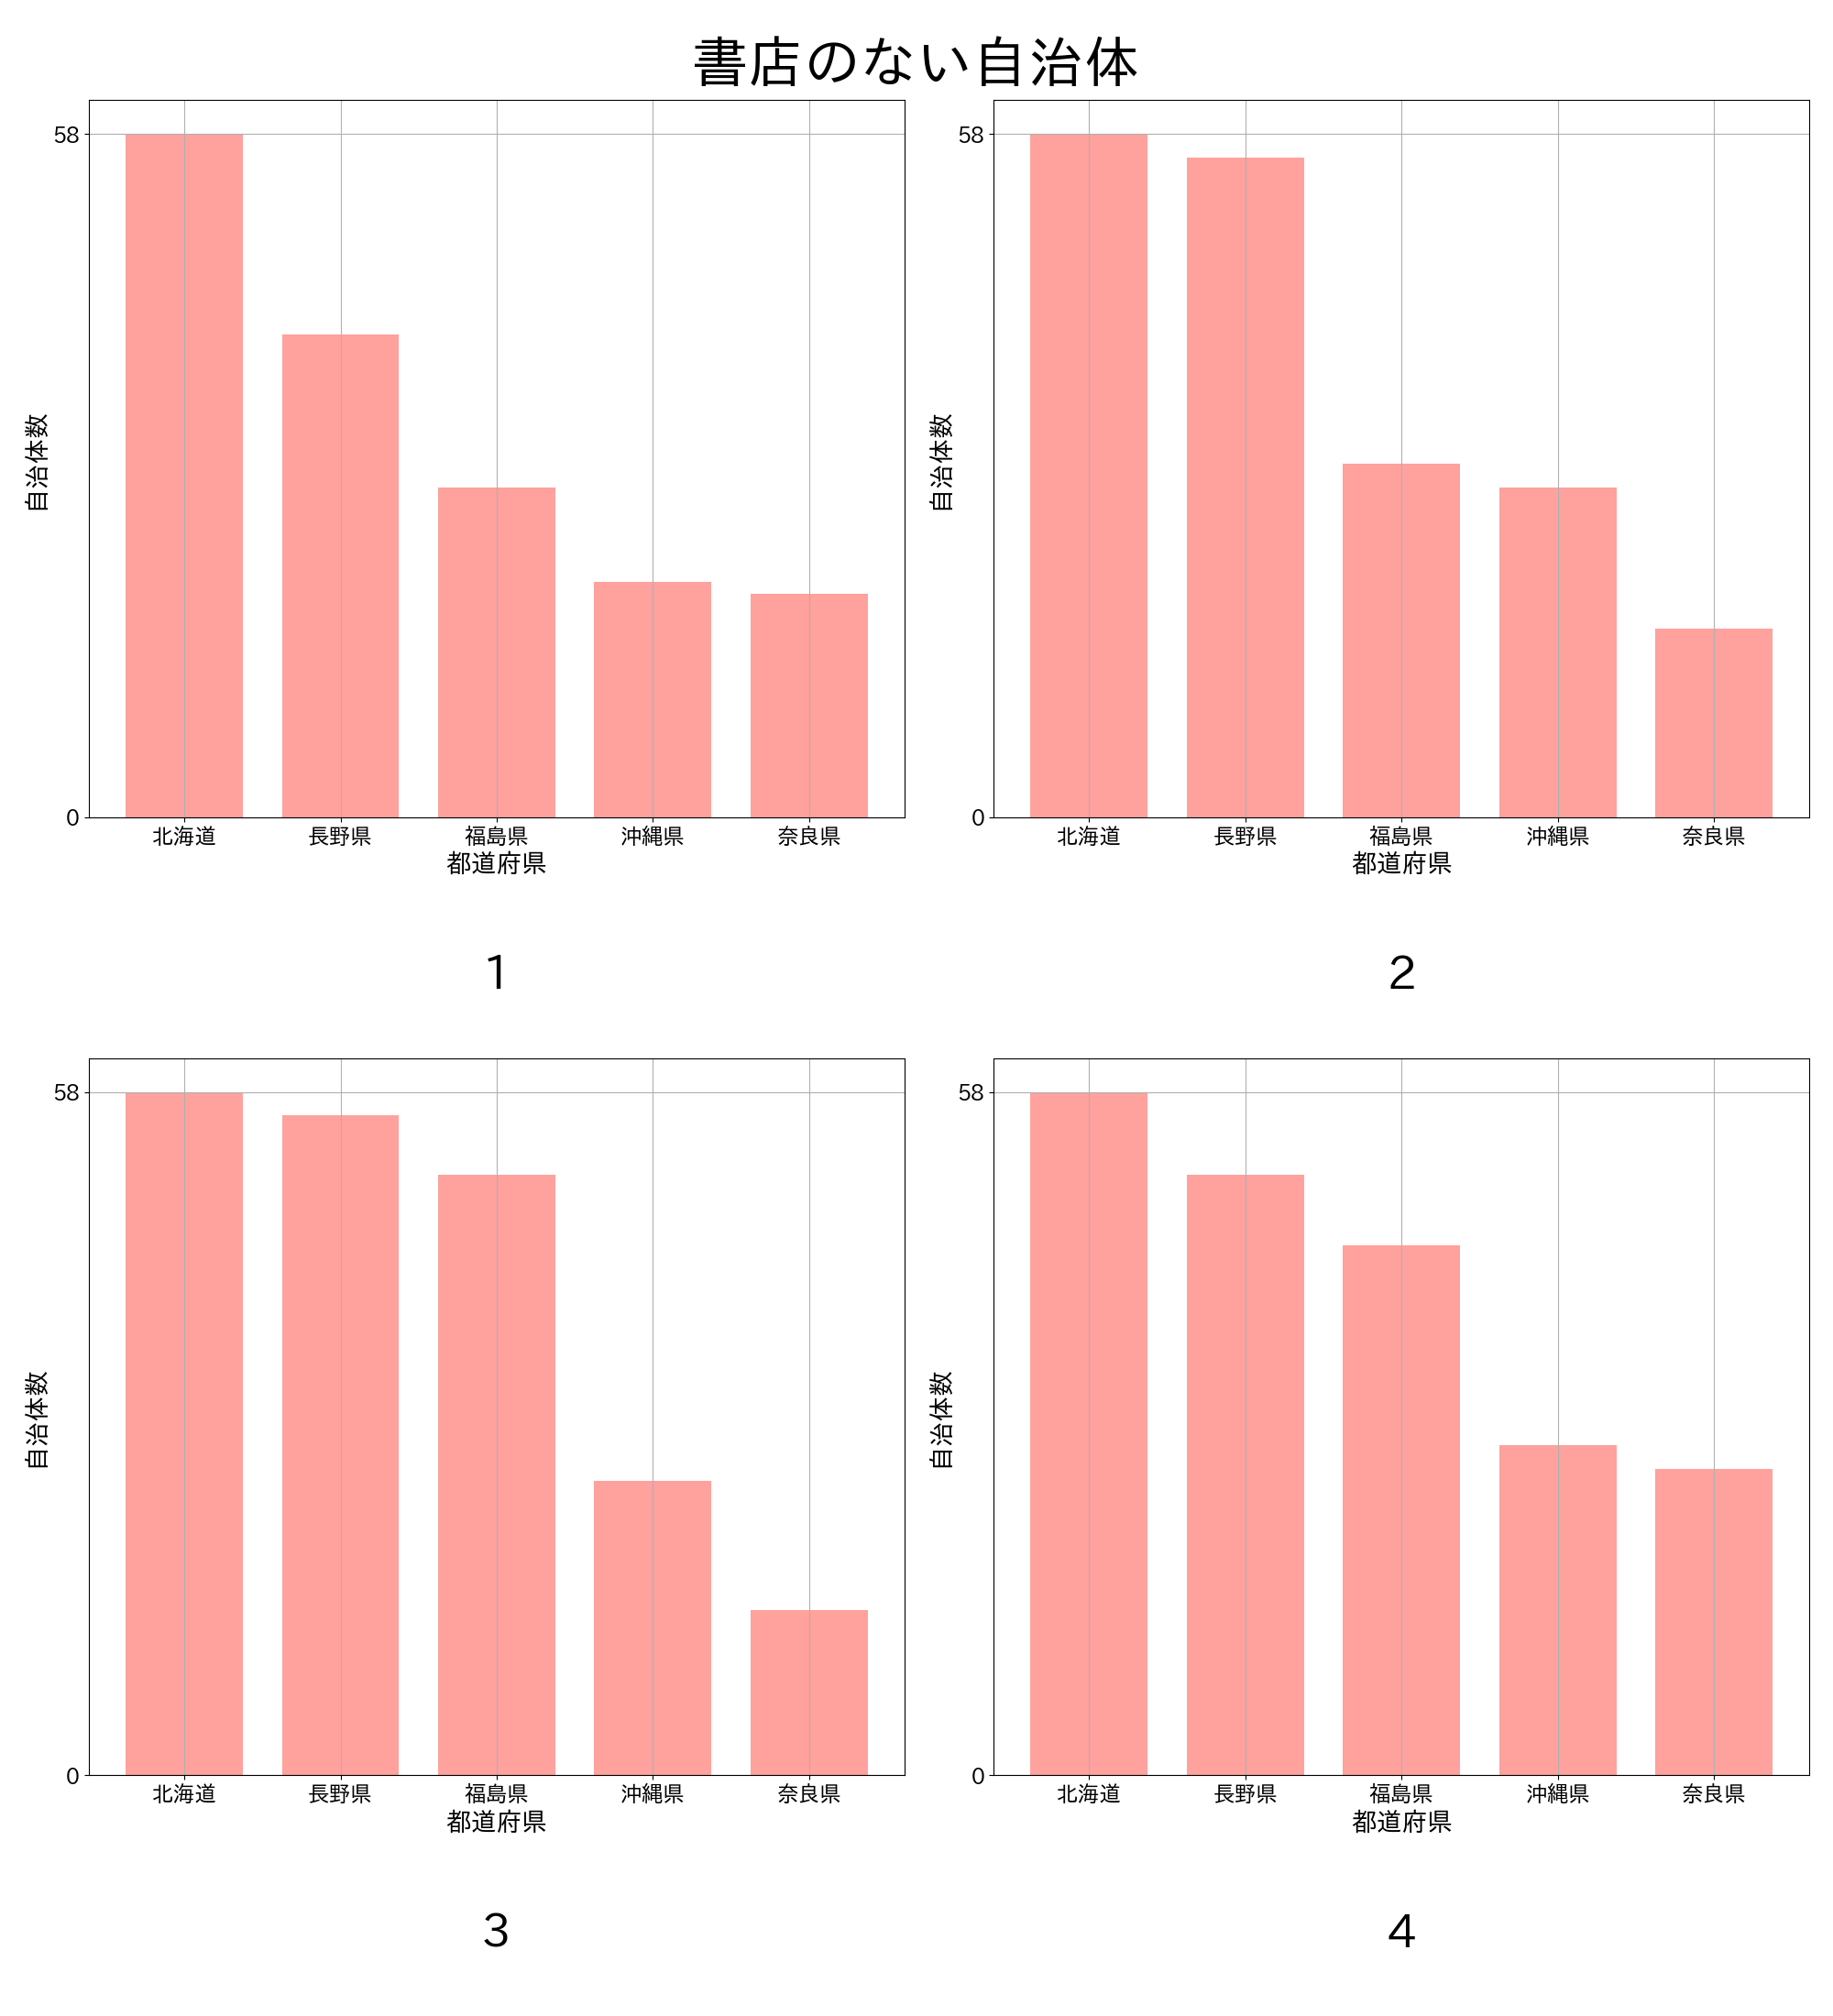 書店のない自治体
58
0
自治体数
北海道 長野県 福島県 沖縄県 奈良県
都道府県
1
58
0
自治体数
北海道 長野県 福島県 沖縄県 奈良県
都道府県
2
58
0
自治体数
北海道 長野県 福島県 沖縄県 奈良県
都道府県
3
58
0
自治体数
北海道 長野県 福島県 沖縄県 奈良県
都道府県
4